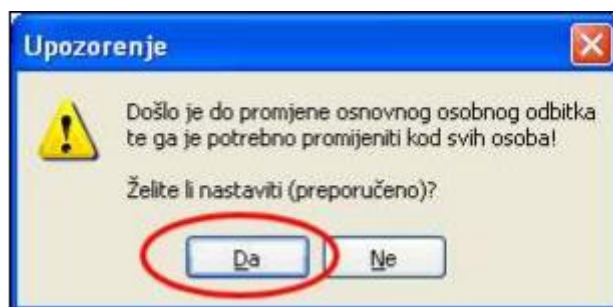 Upozorenje
Došlo je do promjene osnovnog osobnog odbitka
te ga je potrebno promijeniti kod svih osoba!
Želite li nastaviti (preporučeno)?
Da
Ne